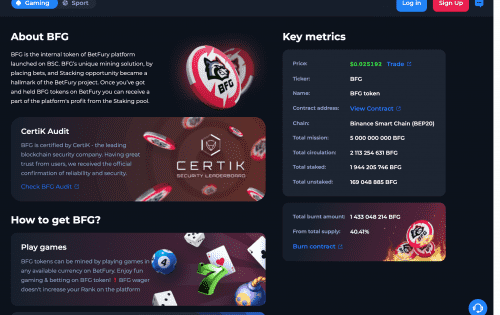 Gaming
Sport
Log in
Sign Up
About BFG
BFG is the internal token of BetFury platform
launched on BSC. BFG's unique mining solution, by
placing bets, and Stacking opportunity became a
hallmark of the BetFury project. Once you've got
and held BFG tokens on BetFury you can receive a
part of the platform's profit from the Staking pool.
BFG
CertiK Audit
BFG is certified by CertiK - the leading
blockchain security company. Having great
trust from users, we received the official
confirmation of reliability and security.
Check BFG Audit
CERTIK
SECURITY LEADERBOARD
How to get BFG?
Play games
BFG tokens can be mined by playing games in
any available currency on BetFury. Enjoy fun
gaming & betting on BFG token! ! BFG wager
doesn't increase your Rank on the platform
4
7
Key metrics
Price: $0.025192 Trade
Ticker: BFG
Name: BFG token
Contract address: View Contract
Chain: Binance Smart Chain (BEP20)
Total mission: 5 000 000 000 BFG
Total circulation: 2 113 254 631 BFG
Total staked: 1 944 205 746 BFG
Total unstaked: 169 048 885 BFG
Total burnt amount: 1 433 048 214 BFG
From total supply: 40.41%
Burn contract